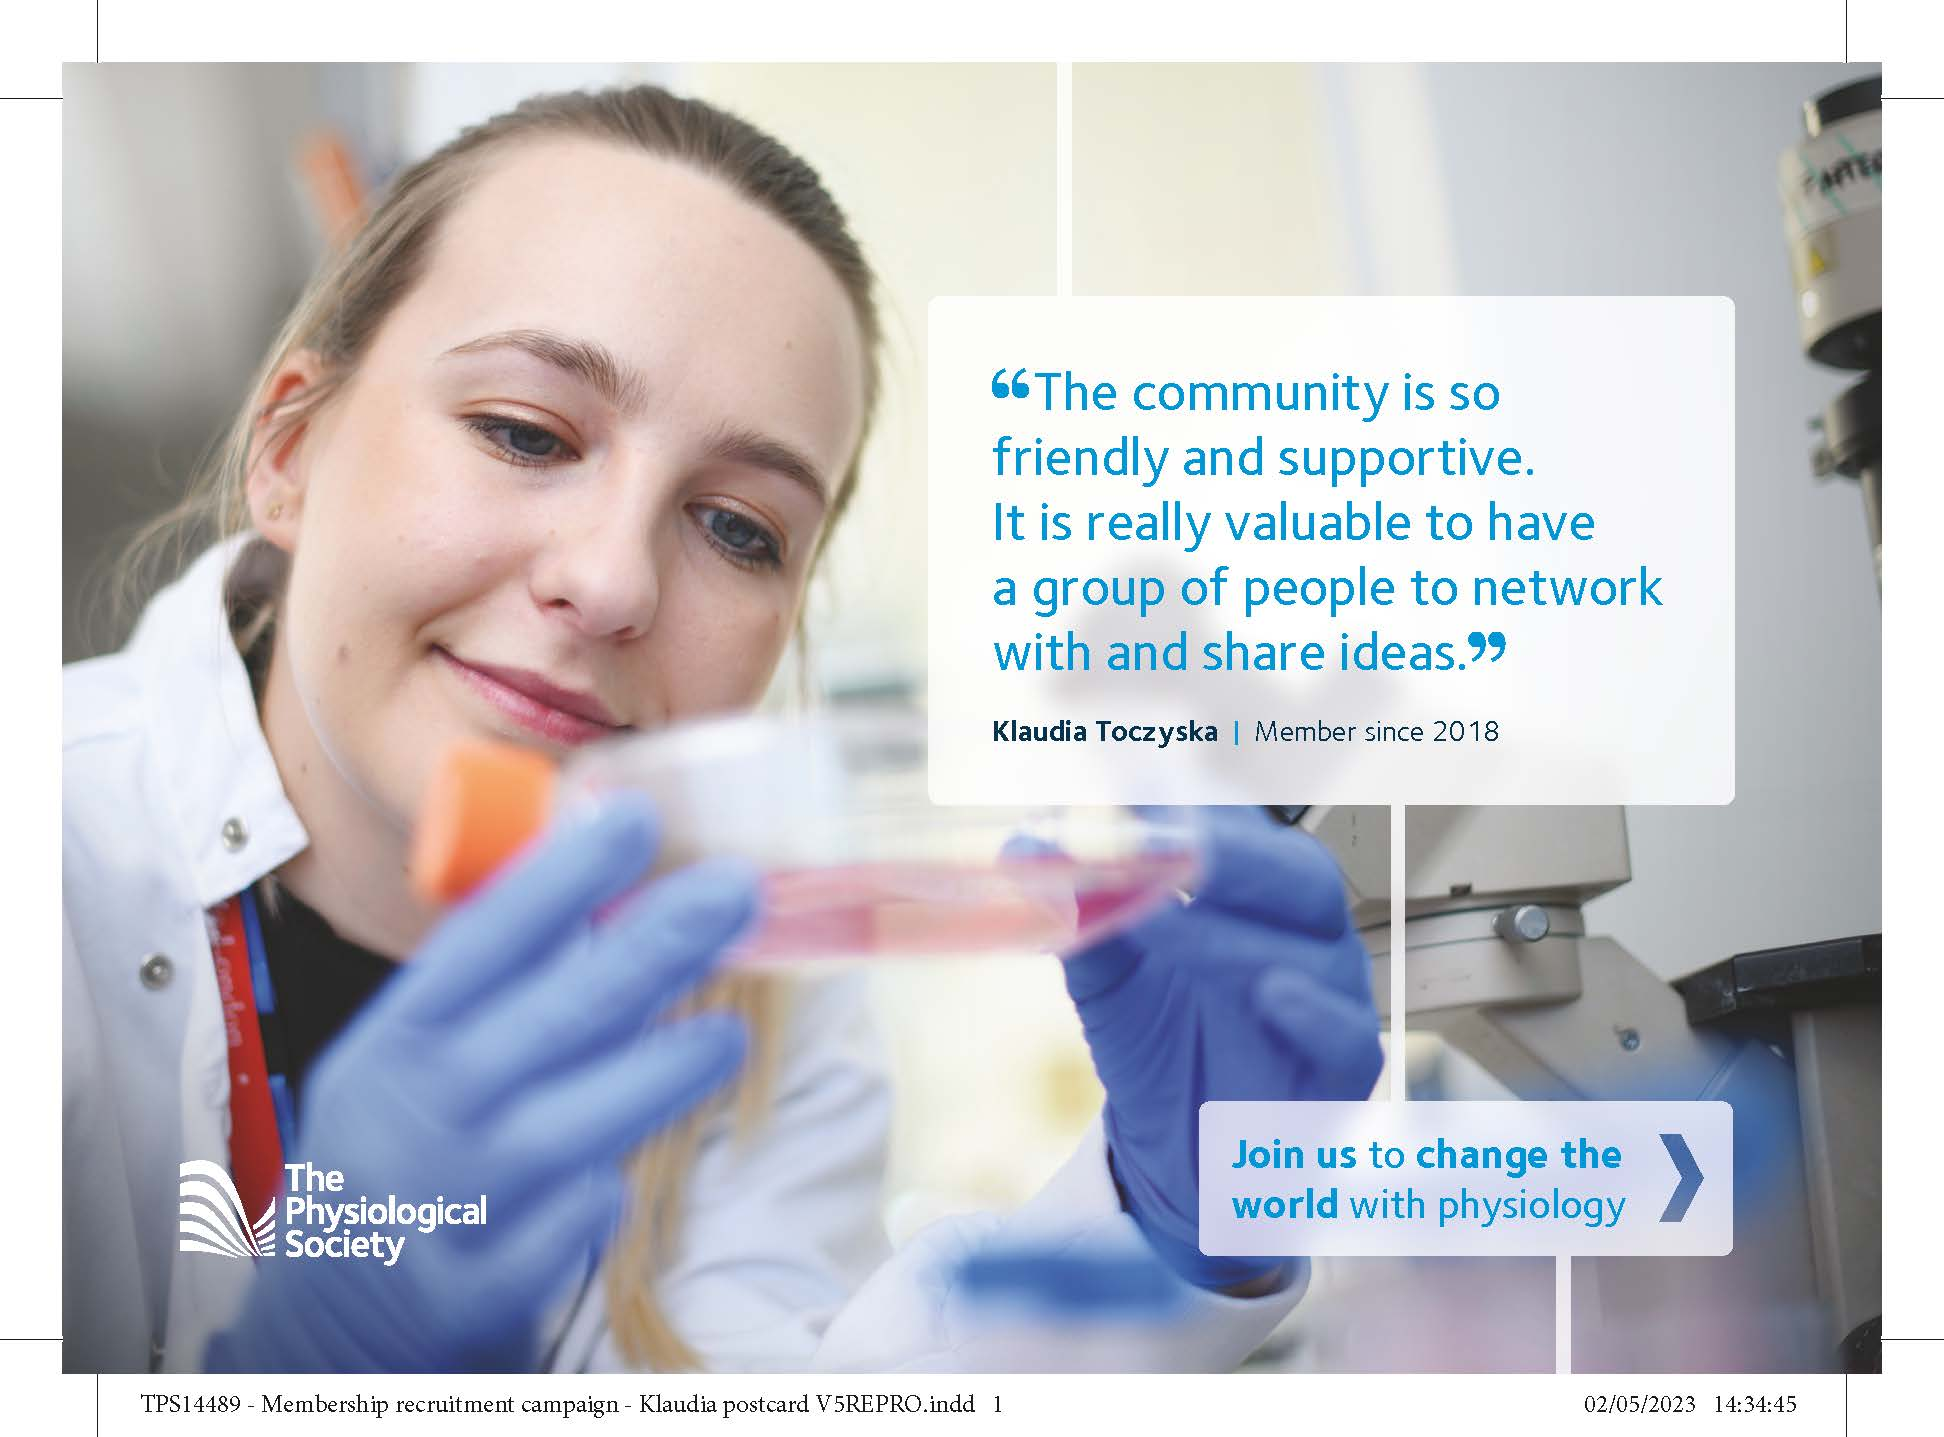 “The community is so
friendly and supportive.
It is really valuable to have
a group of people to network
with and share ideas.”
Klaudia Toczyska | Member since 2018
Join us to change the
world with physiology
The
Physiological
Society
TPS14489 - Membership recruitment campaign - Klaudia postcard V5REPRO.indd 1
02/05/2023 14:34:45